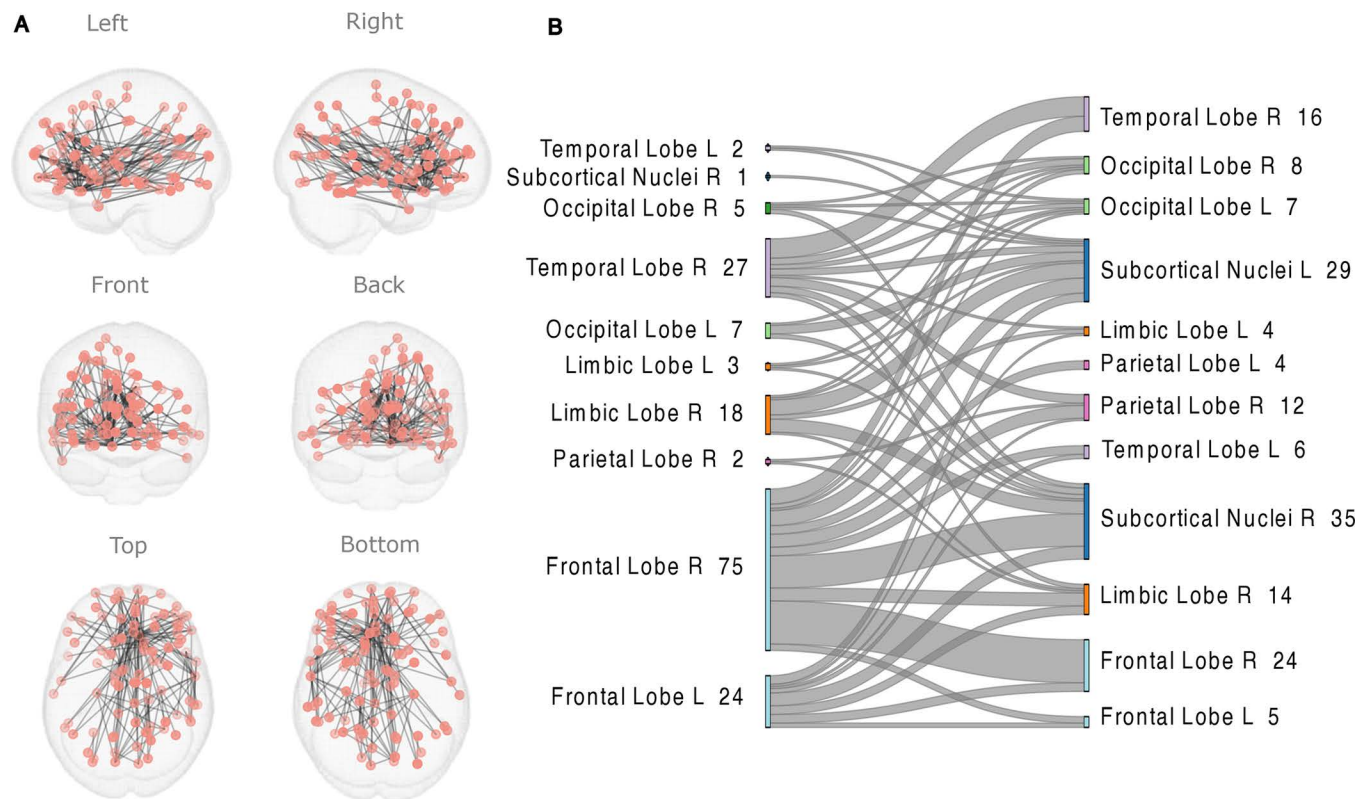 A
Left
Right
Front
Back
Top
Bottom
B
Temporal Lobe L 2
Subcortical Nuclei R 1
Occipital Lobe R 5
Temporal Lobe R 27
Occipital Lobe L 7
Limbic Lobe L 3
Limbic Lobe R 18
Parietal Lobe R 2
Frontal Lobe R 75
Frontal Lobe L 24
Temporal Lobe R 16
Occipital Lobe R 8
Occipital Lobe L 7
Subcortical Nuclei L 29
Limbic Lobe L 4
Parietal Lobe L 4
Parietal Lobe R 12
Temporal Lobe L 6
Subcortical Nuclei R 35
Limbic Lobe R 14
Frontal Lobe R 24
Frontal Lobe L 5